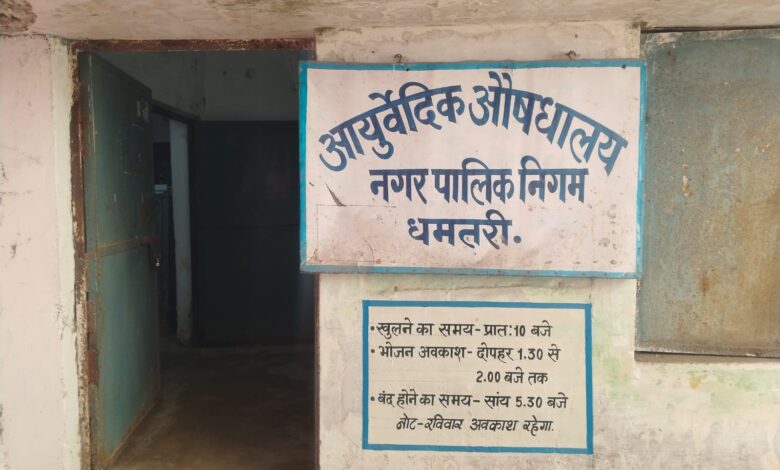 आयुर्वेदिक औषधालय
नगर पालिक निगम
धमतरी.
• खुलने का समय - प्रात: 10 बजे
• भोजन अवकाश - दोपहर 1.30 से
2.00 बजे तक
• बंद होने का समय - सांय 5.30 बजे
नोट - रविवार अवकाश रहेगा.